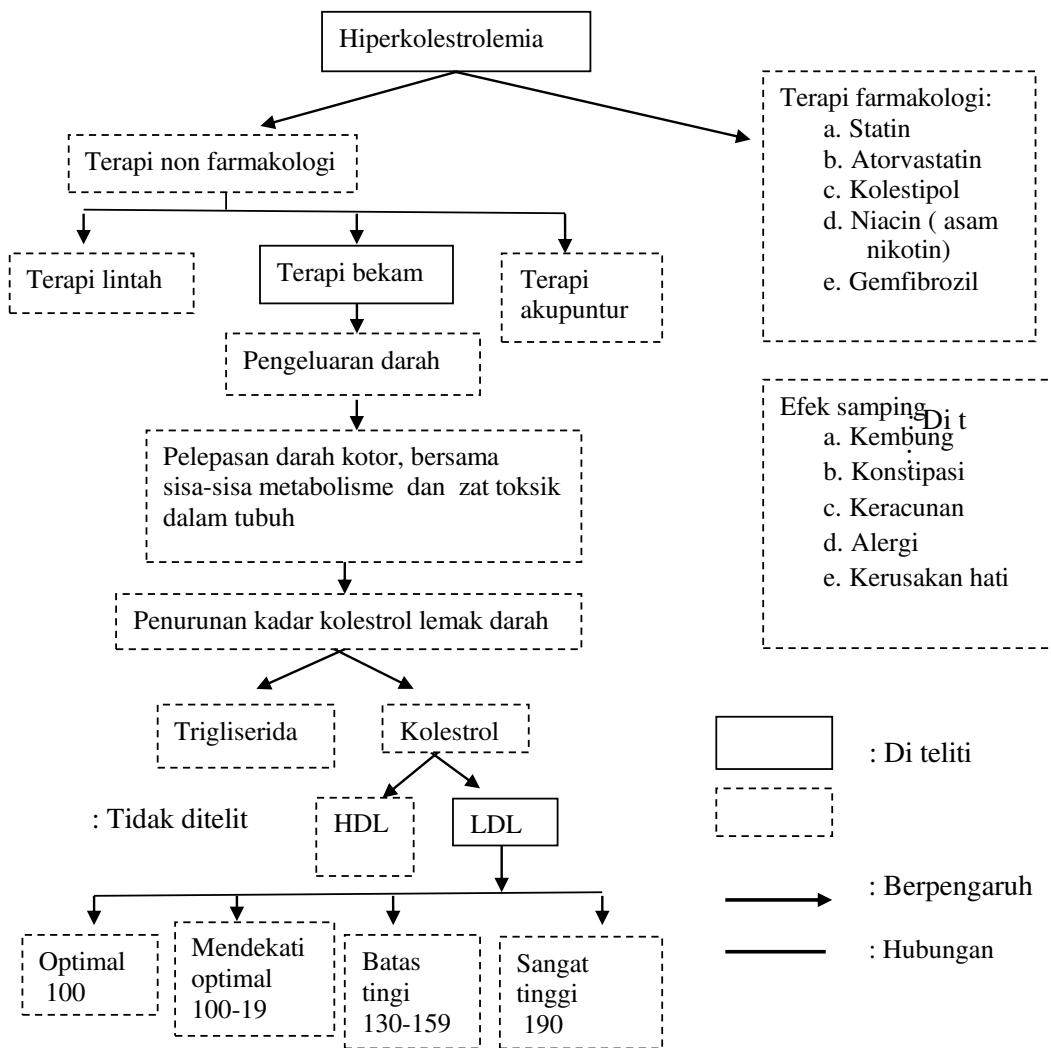 Hiperkolestrolemia
Terapi farmakologi:
a. Statin
b. Atorvastatin
c. Kolestipol
d. Niacin ( asam
nikotin)
e. Gemfibrozil
Terapi non farmakologi
Terapi lintah
Terapi bekam
Terapi
akupuntur
Pengeluaran darah
Efek samping
: Di t
a. Kembung
:
b. Konstipasi
c. Keracunan
d. Alergi
e. Kerusakan hati
Pelepasan darah kotor, bersama
sisa-sisa metabolisme dan zat toksik
dalam tubuh
Penurunan kadar kolestrol lemak darah
Trigliserida
Kolestrol
: Di teliti
: Tidak ditelit
HDL
LDL
: Berpengaruh
: Hubungan
Optimal
100
Mendekati
optimal
100-19
Batas
tingi
130-159
Sangat
tinggi
190